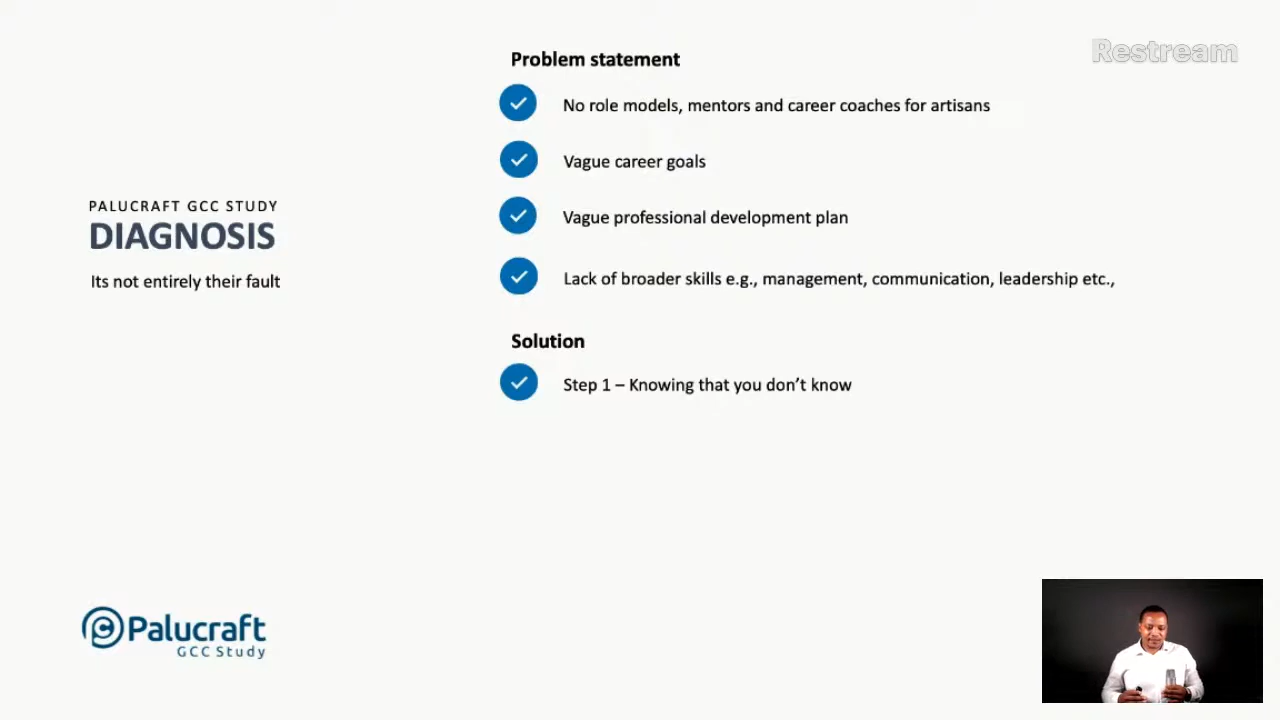 Problem statement
Restream
No role models, mentors and career coaches for artisans
Vague career goals
PALUCRAFT GCC STUDY
DIAGNOSIS
Its not entirely their fault
Vague professional development plan
Lack of broader skills e.g., management, communication, leadership etc.,
Solution
Step 1 – Knowing that you don’t know
Palucraft
GCC Study